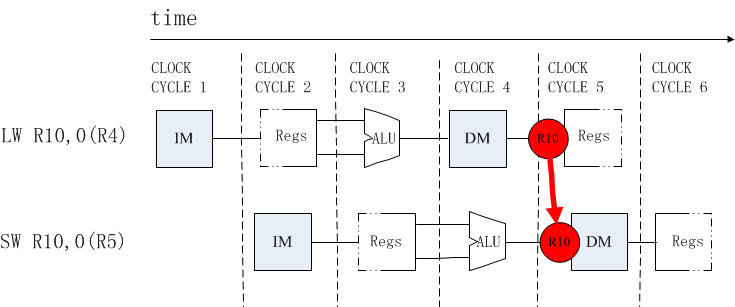 time
CLOCK CYCLE 1
CLOCK CYCLE 2
CLOCK CYCLE 3
CLOCK CYCLE 4
CLOCK CYCLE 5
CLOCK CYCLE 6
LW R10,0(R4)
IM
Regs
ALU
DM
R10
Regs
SW R10,0(R5)
IM
Regs
ALU
R10
DM
Regs